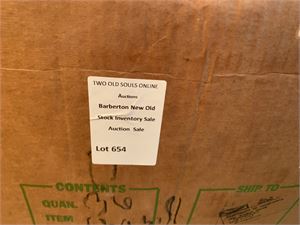 TWO OLD SOULS ONLINE
Auctions
Barberton New Old
Stock Inventory Sale
Auction Sale
Lot 654
CONTENTS
SHIP TO
QUAN.
ITEM